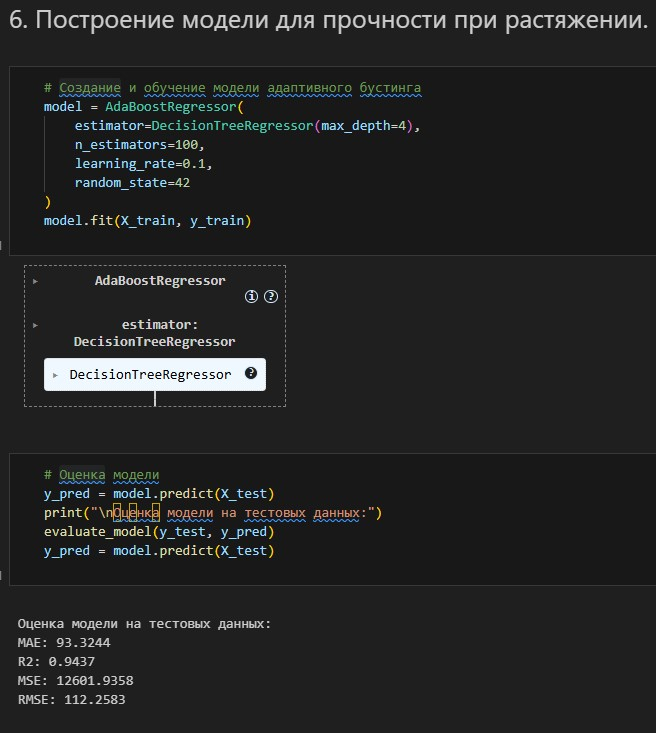 6. Построение модели для прочности при растяжении.
# Создание и обучение модели адаптивного бустинга
model = AdaBoostRegressor(
estimator=DecisionTreeRegressor(max_depth=4),
n_estimators=100,
learning_rate=0.1,
random_state=42
)
model.fit(X_train, y_train)
AdaBoostRegressor
estimator:
DecisionTreeRegressor
DecisionTreeRegressor
# Оценка модели
y_pred = model.predict(X_test)
print("\nОценка модели на тестовых данных:")
evaluate_model(y_test, y_pred)
y_pred = model.predict(X_test)
Оценка модели на тестовых данных:
MAE: 93.3244
R2: 0.9437
MSE: 12601.9358
RMSE: 112.2583